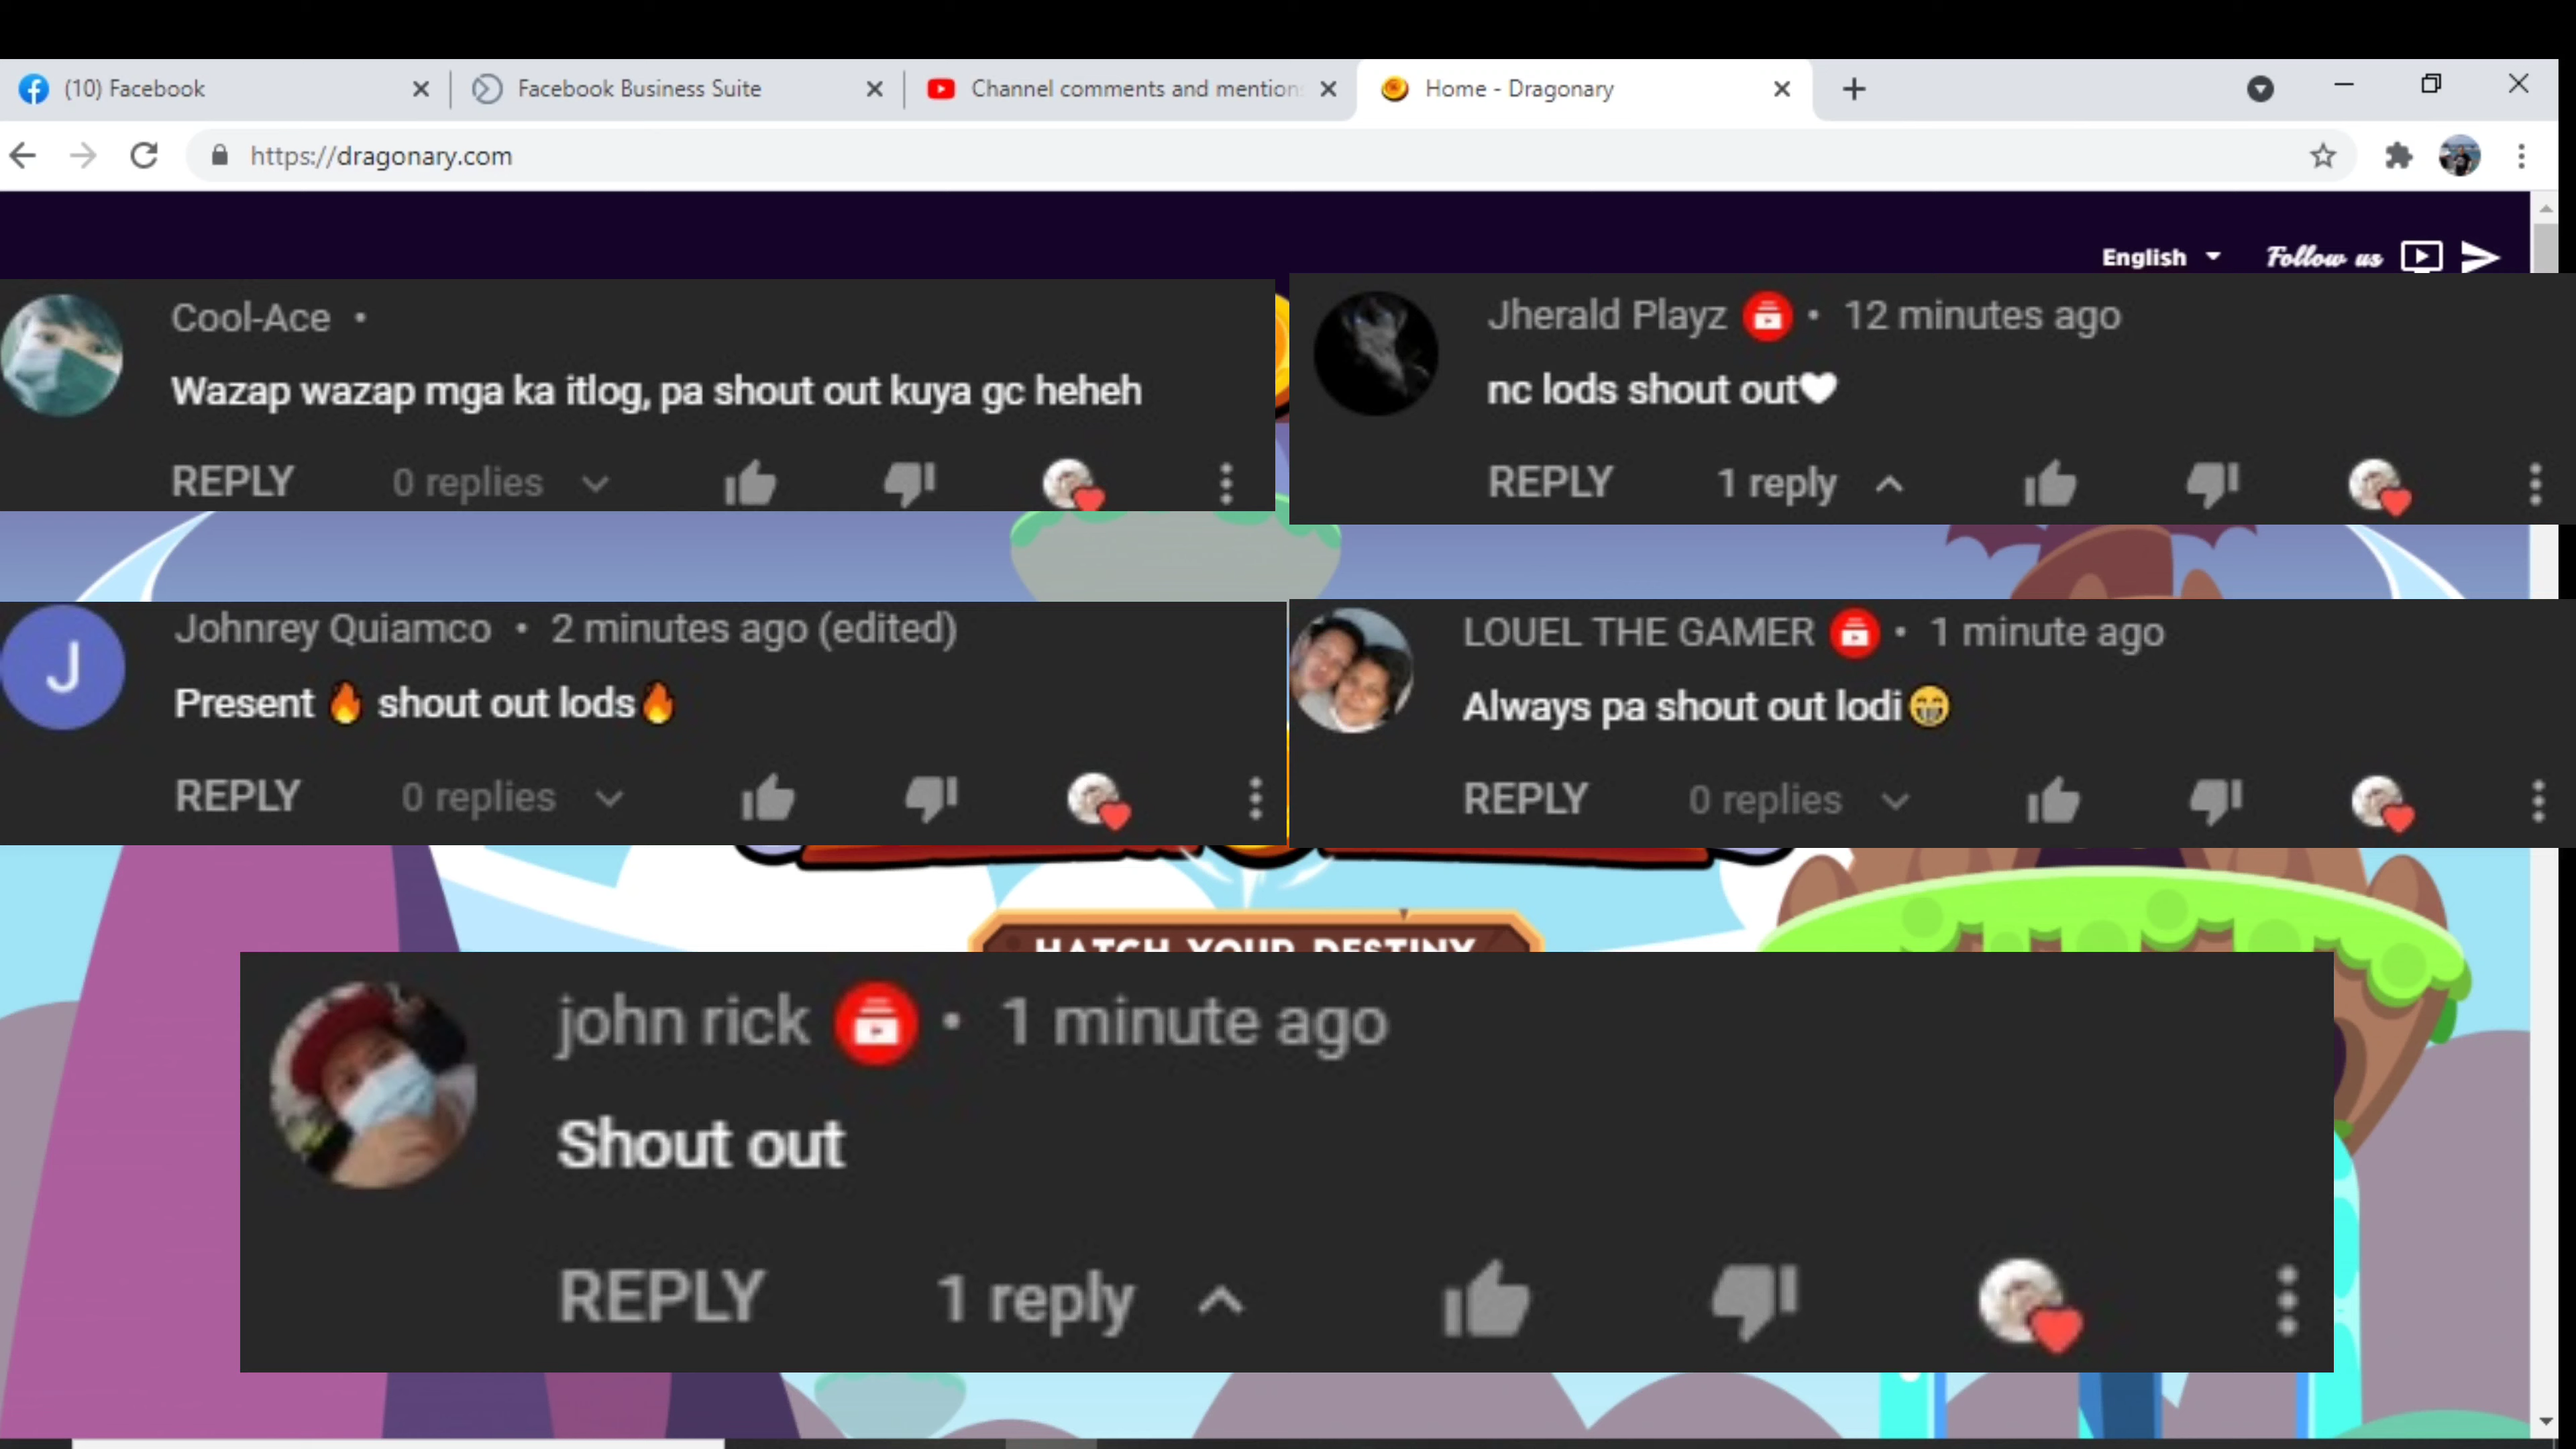 (10) Facebook
Facebook Business Suite
Channel comments and mention
Home - Dragonary
https://dragonary.com
English
Follow us
Cool-Ace •
Wazap wazap mga ka itlog, pa shout out kuya gc heheh
REPLY 0 replies
Jherald Playz • 12 minutes ago
nc lods shout out🤍
REPLY 1 reply
Johnrey Quiamco • 2 minutes ago (edited)
Present 🔥 shout out lods🔥
REPLY 0 replies
LOUEL THE GAMER • 1 minute ago
Always pa shout out lodi😁
REPLY 0 replies
HATCH YOUR DESTINY
john rick • 1 minute ago
Shout out
REPLY 1 reply